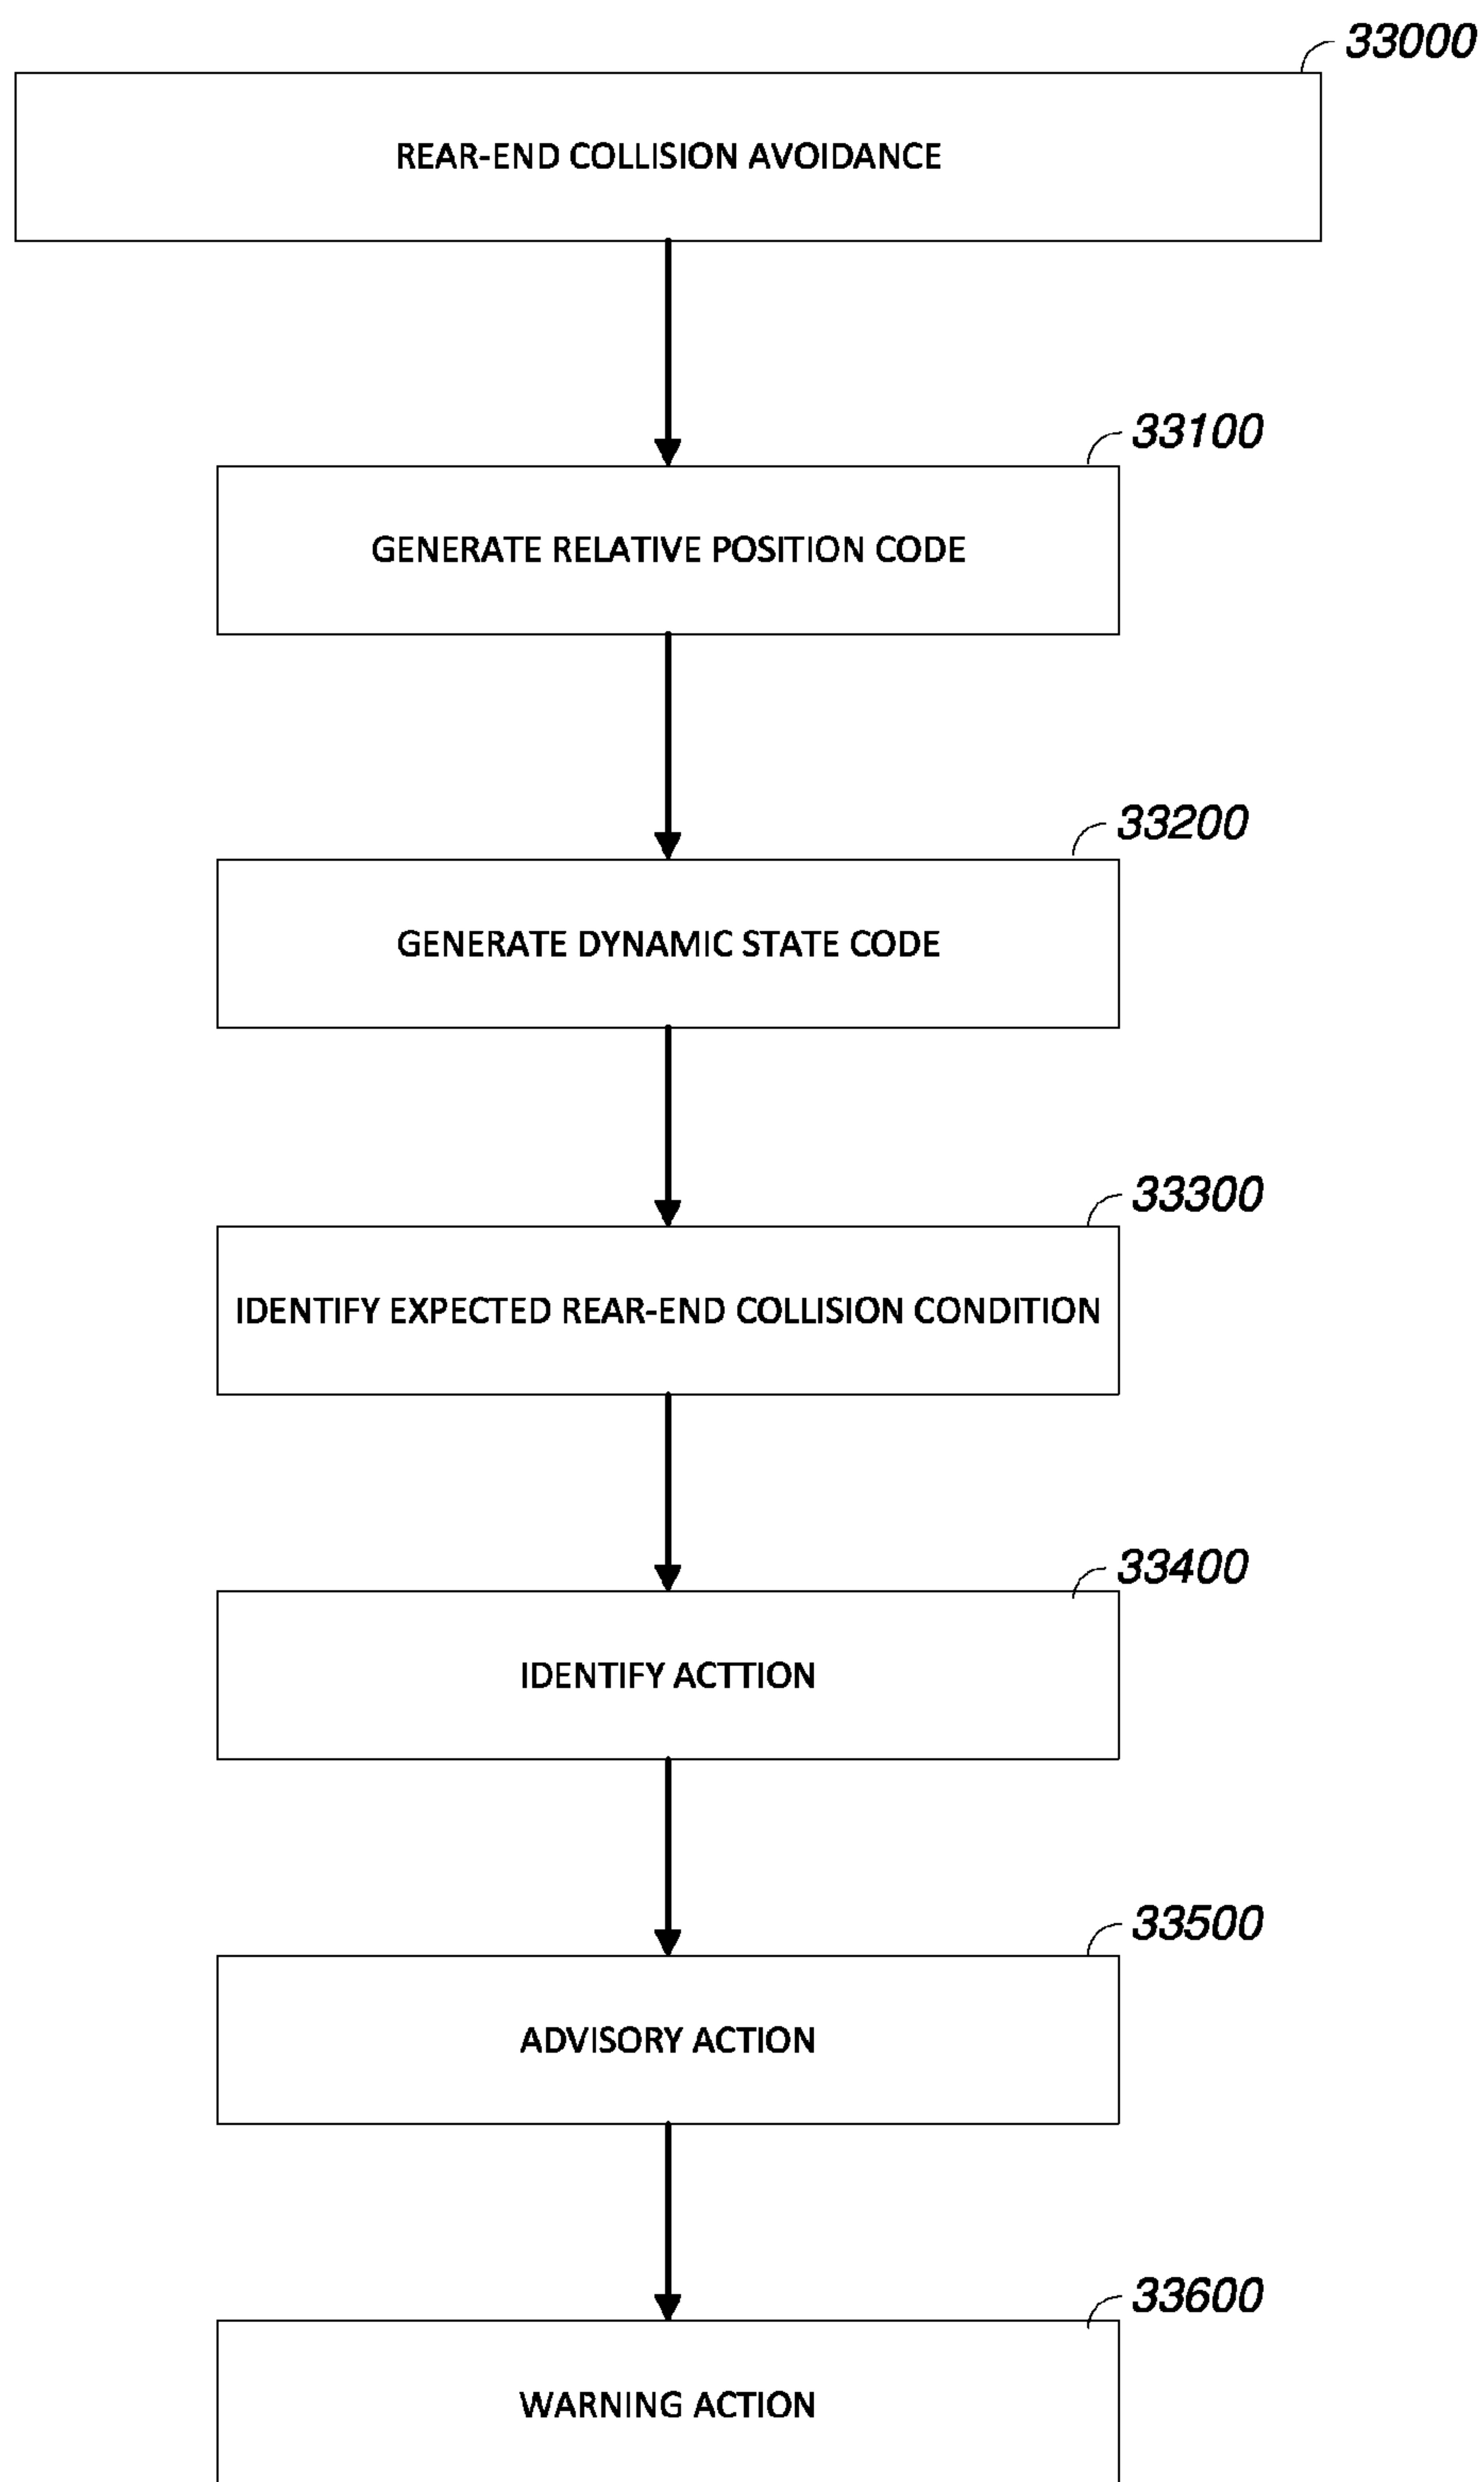 33000
REAR-END COLLISION AVOIDANCE
33100
GENERATE RELATIVE POSITION CODE
33200
GENERATE DYNAMIC STATE CODE
33300
IDENTIFY EXPECTED REAR-END COLLISION CONDITION
33400
IDENTIFY ACTTION
33500
ADVISORY ACTION
33600
WARNING ACTION